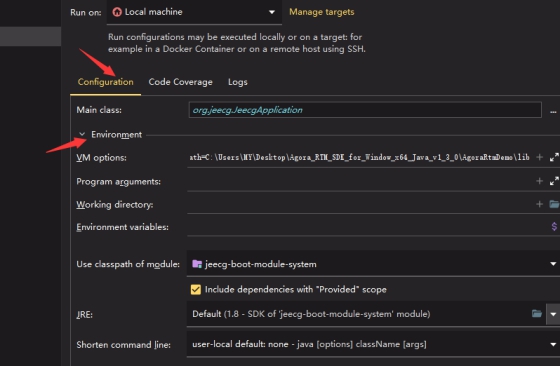 Run on: Local machine Manage targets
Run configurations may be executed locally or on a target: for
example in a Docker Container or on a remote host using SSH.
Configuration Code Coverage Logs
Main class: org.jeecg.JeecgApplication ...
Environment
VM options: ath=C:\Users\NY\Desktop\Agora_RTM_SDK_for_Window_x64_Java_v1_3_0\AgoraRtmDemo\lib
Program arguments:
Working directory:
Environment variables: $
Use classpath of module: jeecg-boot-module-system
Include dependencies with "Provided" scope
JRE: Default (1.8 - SDK of 'jeecg-boot-module-system' module)
Shorten command line: user-local default: none - java [options] className [args]